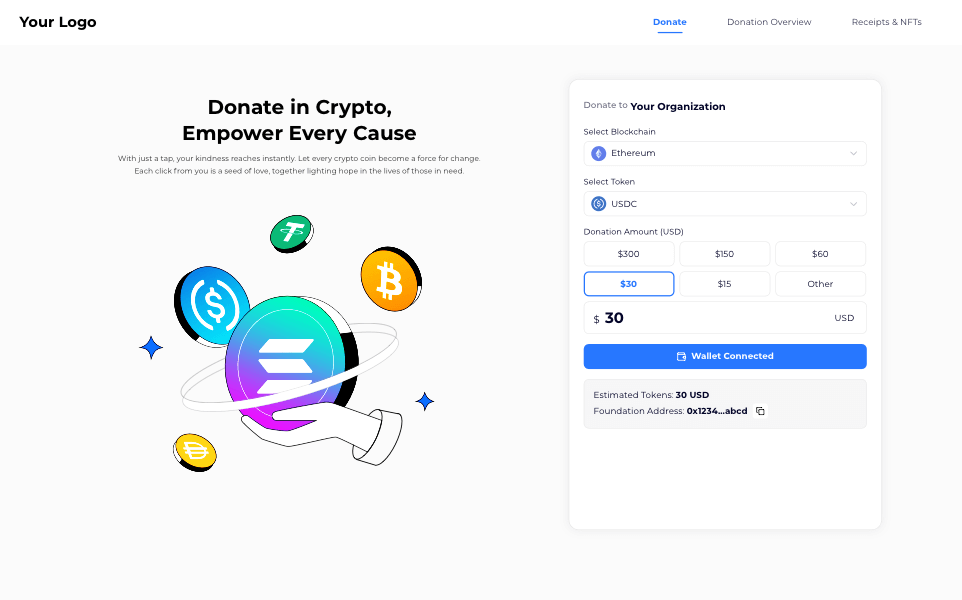 Your Logo
Donate
Donation Overview
Receipts & NFTs
Donate in Crypto,
Empower Every Cause
With just a tap, your kindness reaches instantly. Let every crypto coin become a force for change.
Each click from you is a seed of love, together lighting hope in the lives of those in need.
Donate to Your Organization
Select Blockchain
Ethereum
Select Token
USDC
Donation Amount (USD)
$300
$150
$60
$30
$15
Other
$ 30
USD
Wallet Connected
Estimated Tokens: 30 USD
Foundation Address: 0x1234...abcd